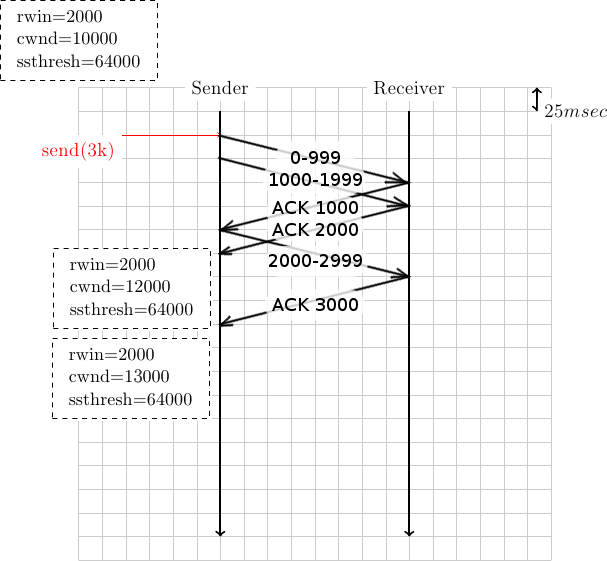 rwin=2000
cwnd=10000
ssthresh=64000
Sender
Receiver
25msec
send(3k)
0-999
1000-1999
ACK 1000
ACK 2000
2000-2999
rwin=2000
cwnd=12000
ssthresh=64000
ACK 3000
rwin=2000
cwnd=13000
ssthresh=64000